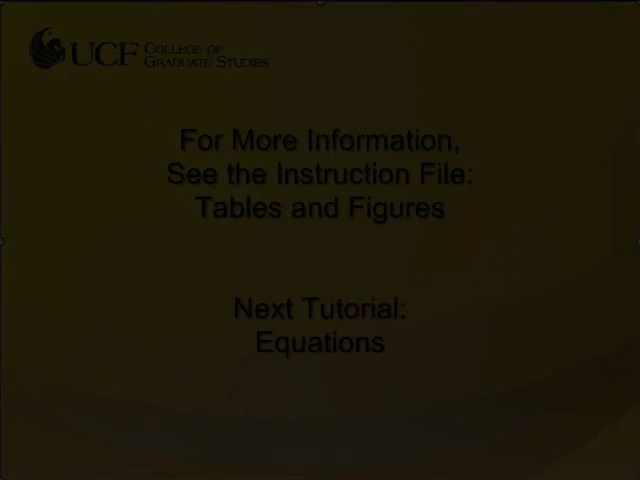 UCF COLLEGE OF
GRADUATE STUDIES
For More Information,
See the Instruction File:
Tables and Figures
Next Tutorial:
Equations